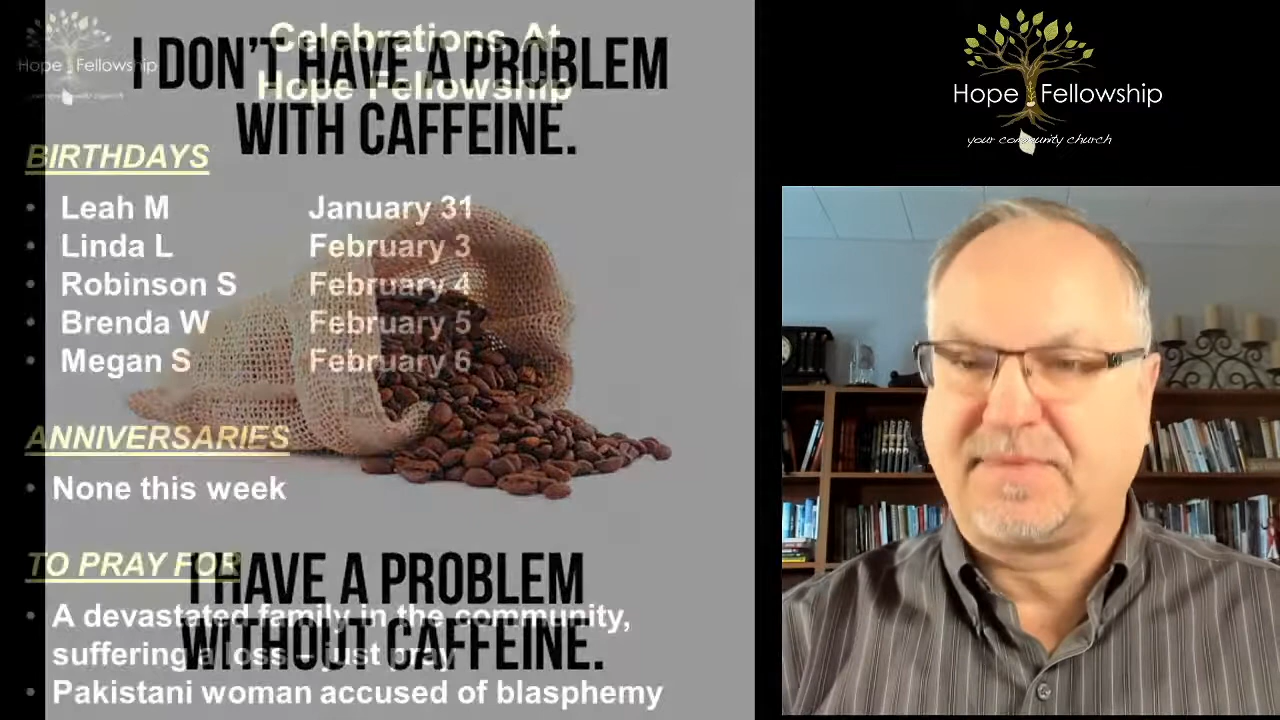 Hope Fellowship
I DON'T HAVE A PROBLEM
WITH CAFFEINE.
I HAVE A PROBLEM
WITHOUT CAFFEINE.
Celebrations At
Hope Fellowship
BIRTHDAYS
• Leah M January 31
• Linda L February 3
• Robinson S February 4
• Brenda W February 5
• Megan S February 6
ANNIVERSARIES
• None this week
TO PRAY FOR
• A devastated family in the community,
suffering a loss – just pray
• Pakistani woman accused of blasphemy
Hope Fellowship
your community church